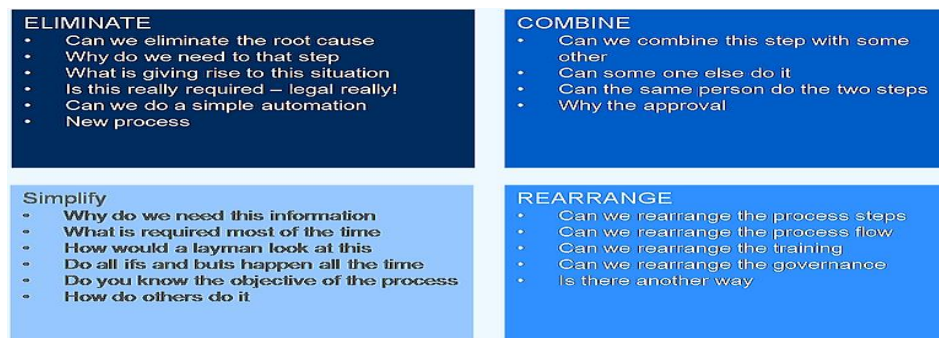 ELIMINATE
• Can we eliminate the root cause
• Why do we need to that step
• What is giving rise to this situation
• Is this really required – legal really!
• Can we do a simple automation
• New process
COMBINE
• Can we combine this step with some
other
• Can some one else do it
• Can the same person do the two steps
• Why the approval
Simplify
• Why do we need this information
• What is required most of the time
• How would a layman look at this
• Do all ifs and buts happen all the time
• Do you know the objective of the process
• How do others do it
REARRANGE
• Can we rearrange the process steps
• Can we rearrange the process flow
• Can we rearrange the training
• Can we rearrange the governance
• Is there another way